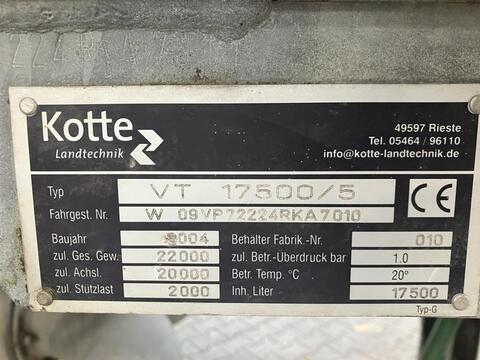 Kotte
Landtechnik
49597 Rieste
Tel. 05464 / 96110
info@kotte-landtechnik.de
Typ VT 17500/5
Fahrgest. Nr. W 09VP72224RKA7010
Baujahr 2004 Behälter Fabrik.-Nr. 010
zul. Ges. Gew. 22000 zul. Betr.-Überdruck bar 1.0
zul. Achsl. 20000 Betr. Temp. °C 20°
zul. Stützlast 2000 Inh. Liter 17500
CE
Typ-G